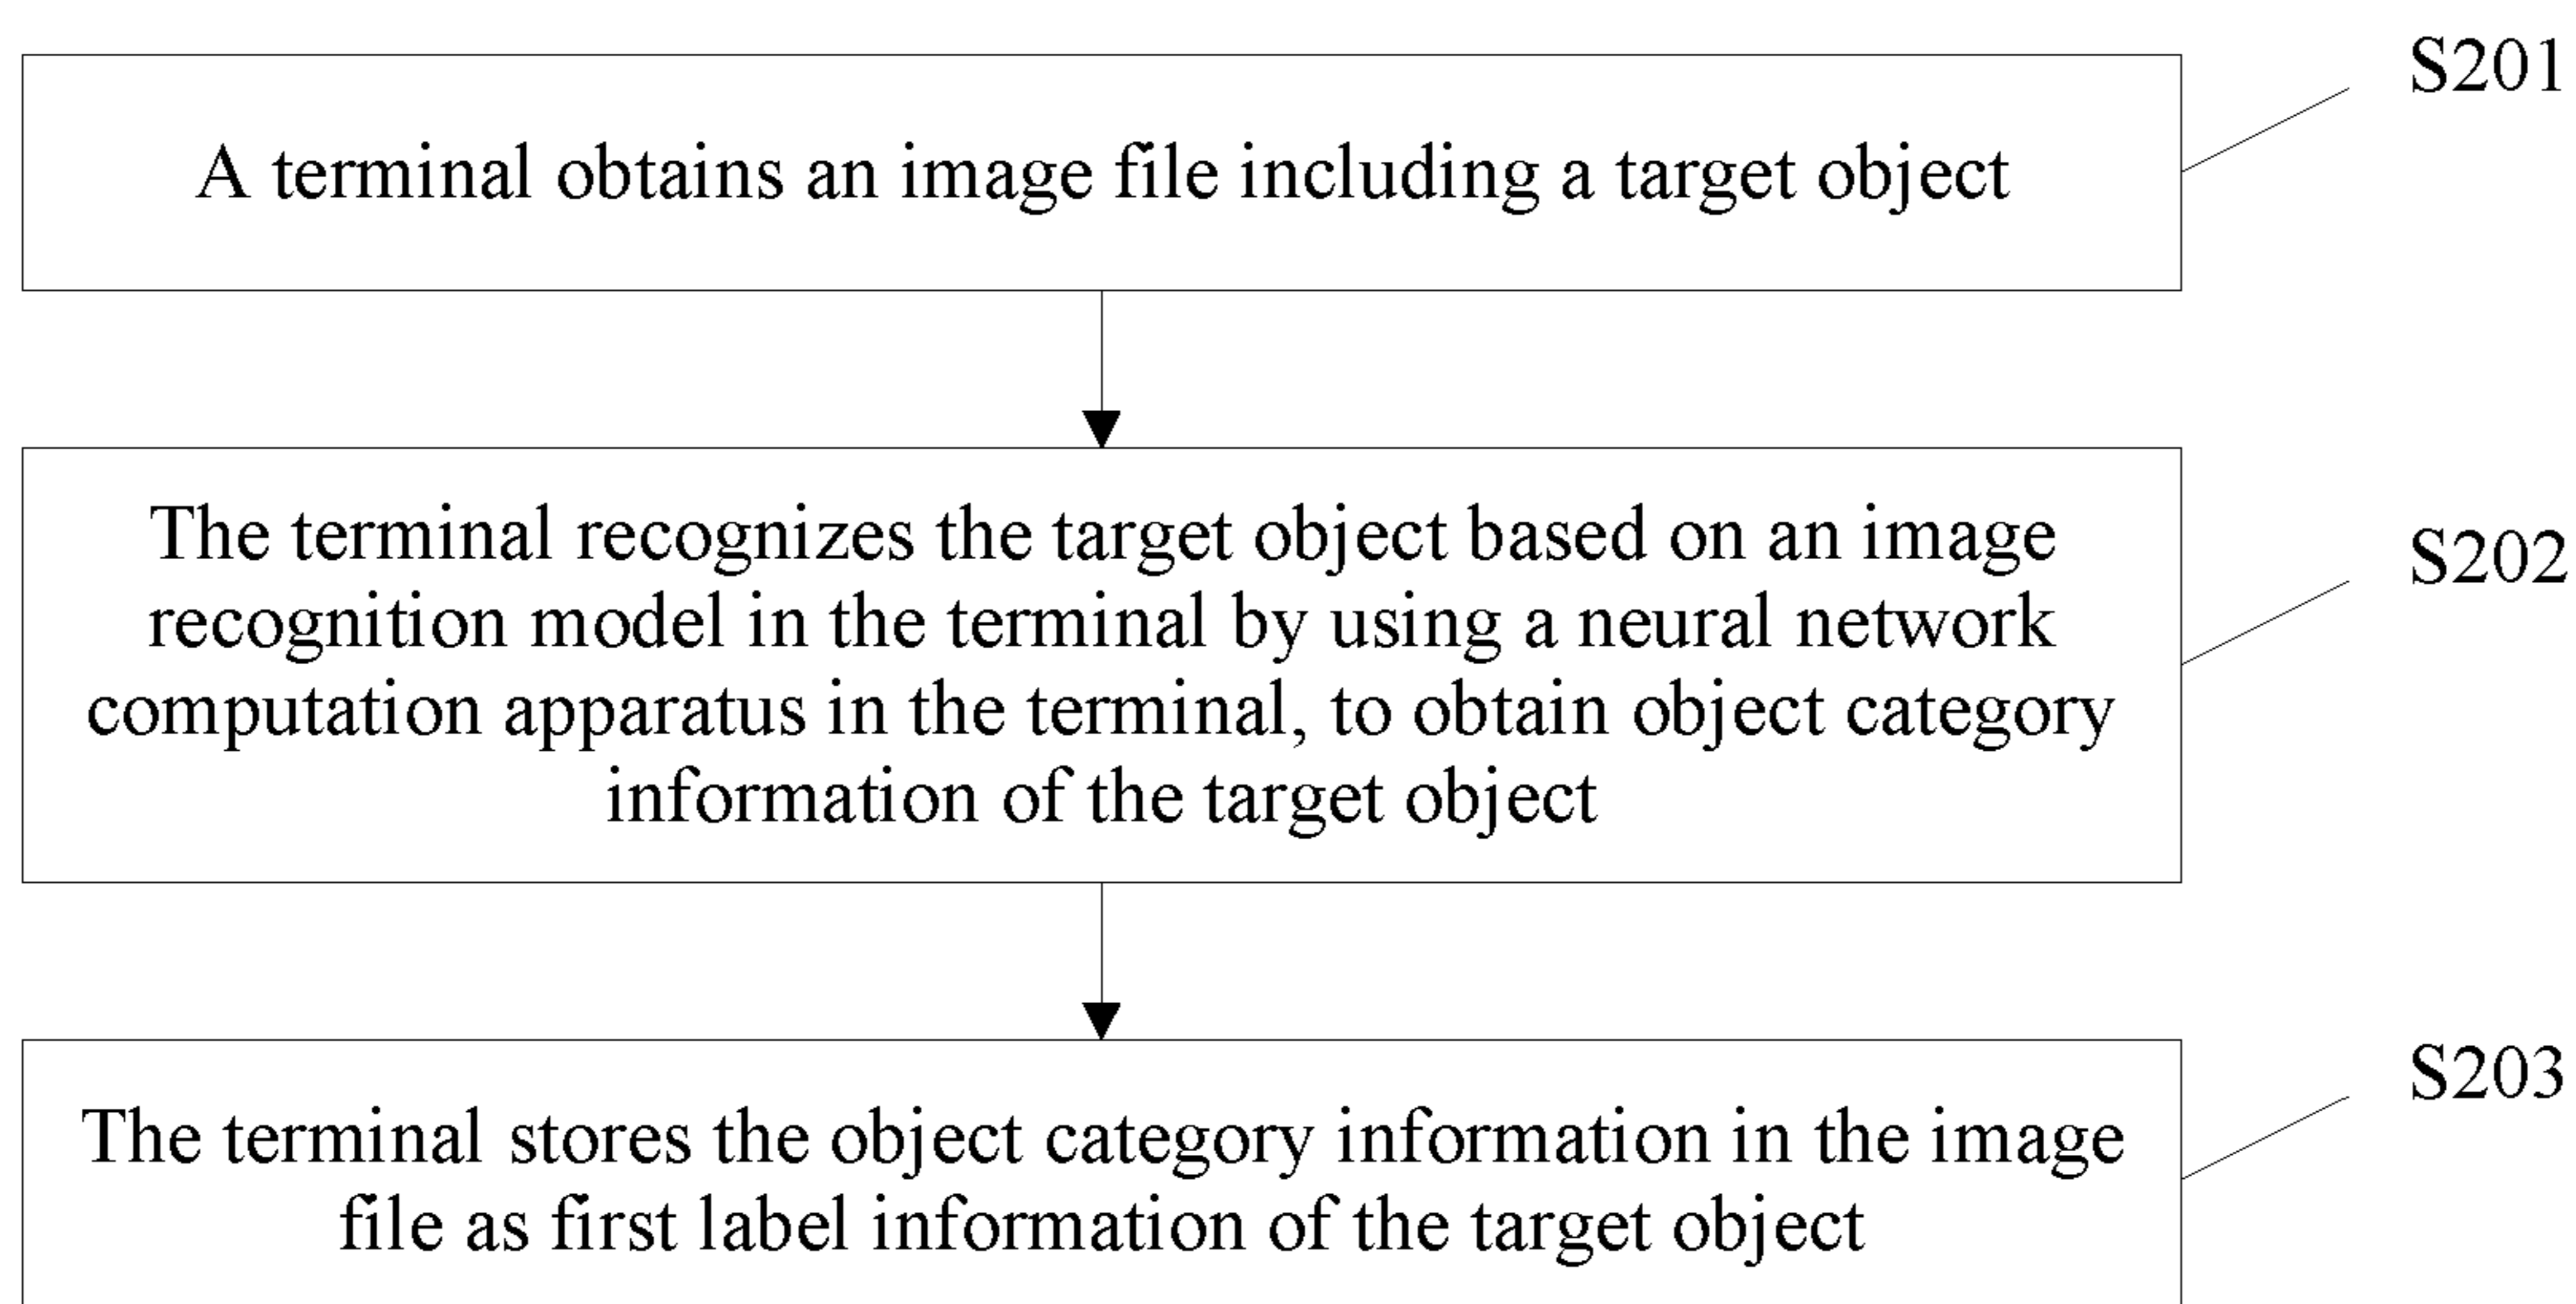 S201
A terminal obtains an image file including a target object
The terminal recognizes the target object based on an image
S202
recognition model in the terminal by using a neural network
computation apparatus in the terminal, to obtain object category
information of the target object
S203
The terminal stores the object category information in the image
file as first label information of the target object